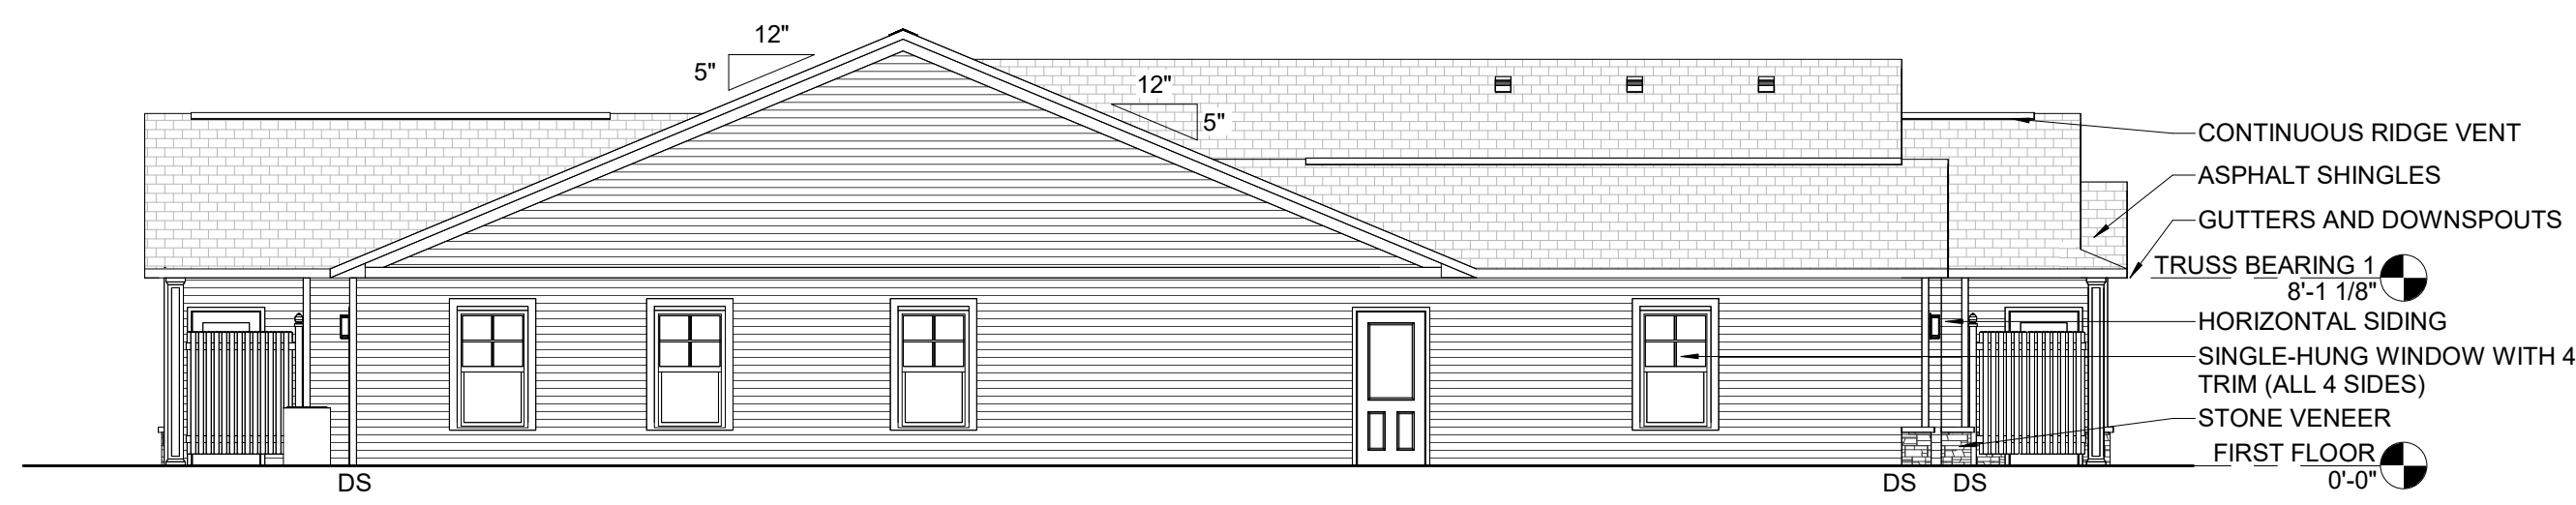 12"
5"
12"
5"
CONTINUOUS RIDGE VENT
ASPHALT SHINGLES
GUTTERS AND DOWNSPOUTS
TRUSS BEARING 1
8'-1 1/8"
HORIZONTAL SIDING
SINGLE-HUNG WINDOW WITH 4
TRIM (ALL 4 SIDES)
STONE VENEER
FIRST FLOOR
0'-0"
DS
DS
DS